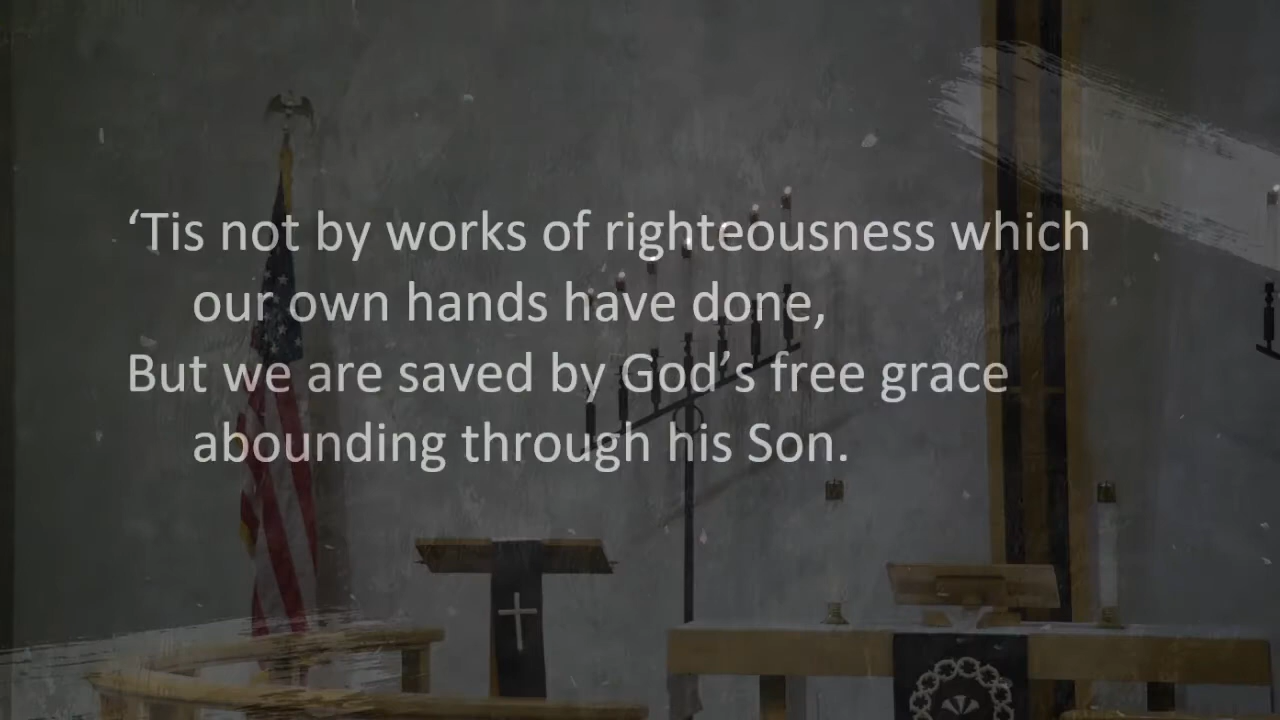 ‘Tis not by works of righteousness which
our own hands have done,
But we are saved by God’s free grace
abounding through his Son.